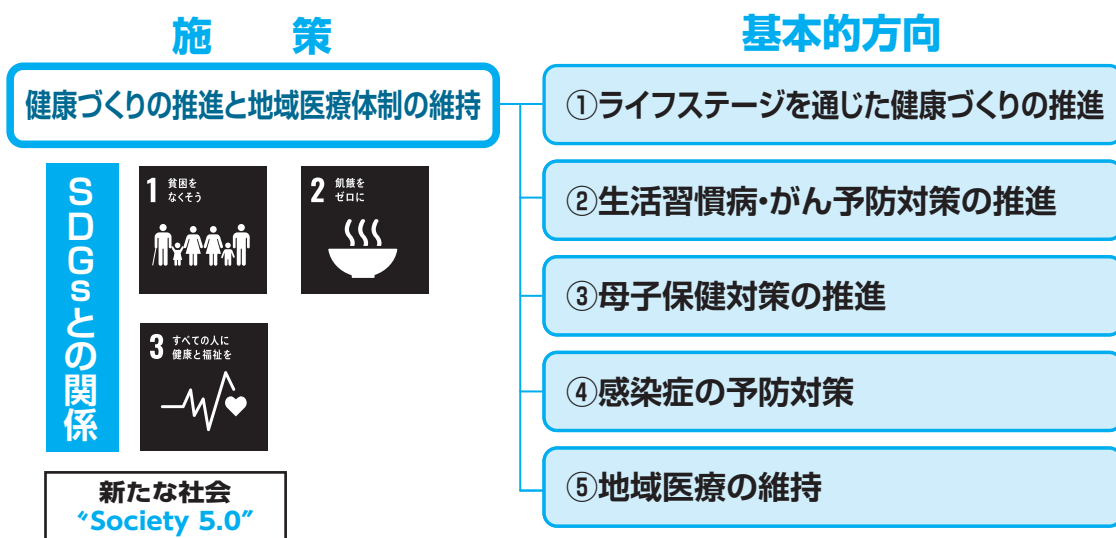 施　策
健康づくりの推進と地域医療体制の維持
SDGsとの関係
1 貧困を
なくそう
2 飢餓を
ゼロに
3 すべての人に
健康と福祉を
新たな社会
“Society 5.0”
基本的方向
①ライフステージを通じた健康づくりの推進
②生活習慣病・がん予防対策の推進
③母子保健対策の推進
④感染症の予防対策
⑤地域医療の維持